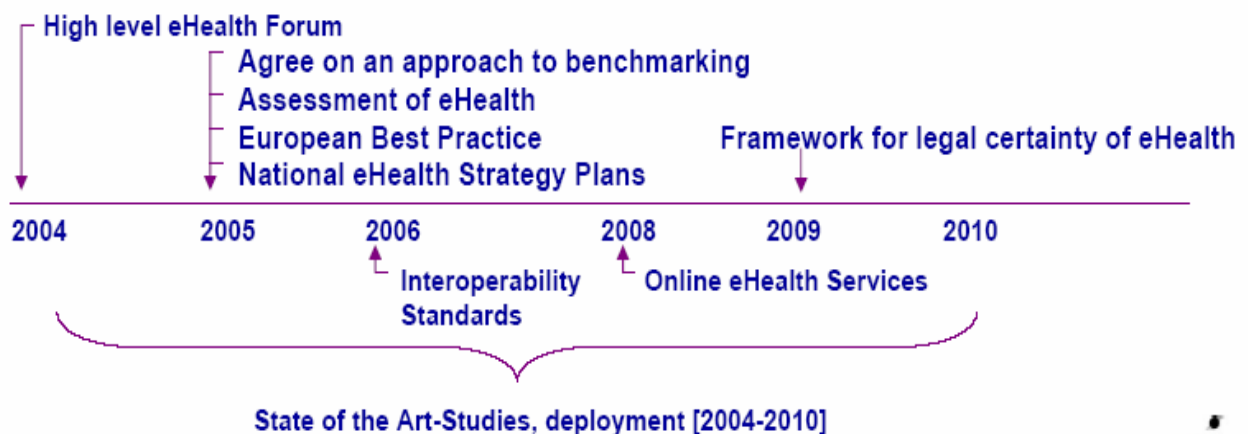 High level eHealth Forum
Agree on an approach to benchmarking
Assessment of eHealth
European Best Practice
National eHealth Strategy Plans
Framework for legal certainty of eHealth
2004 2005 2006 2008 2009 2010
Interoperability
Standards
Online eHealth Services
State of the Art-Studies, deployment [2004-2010]